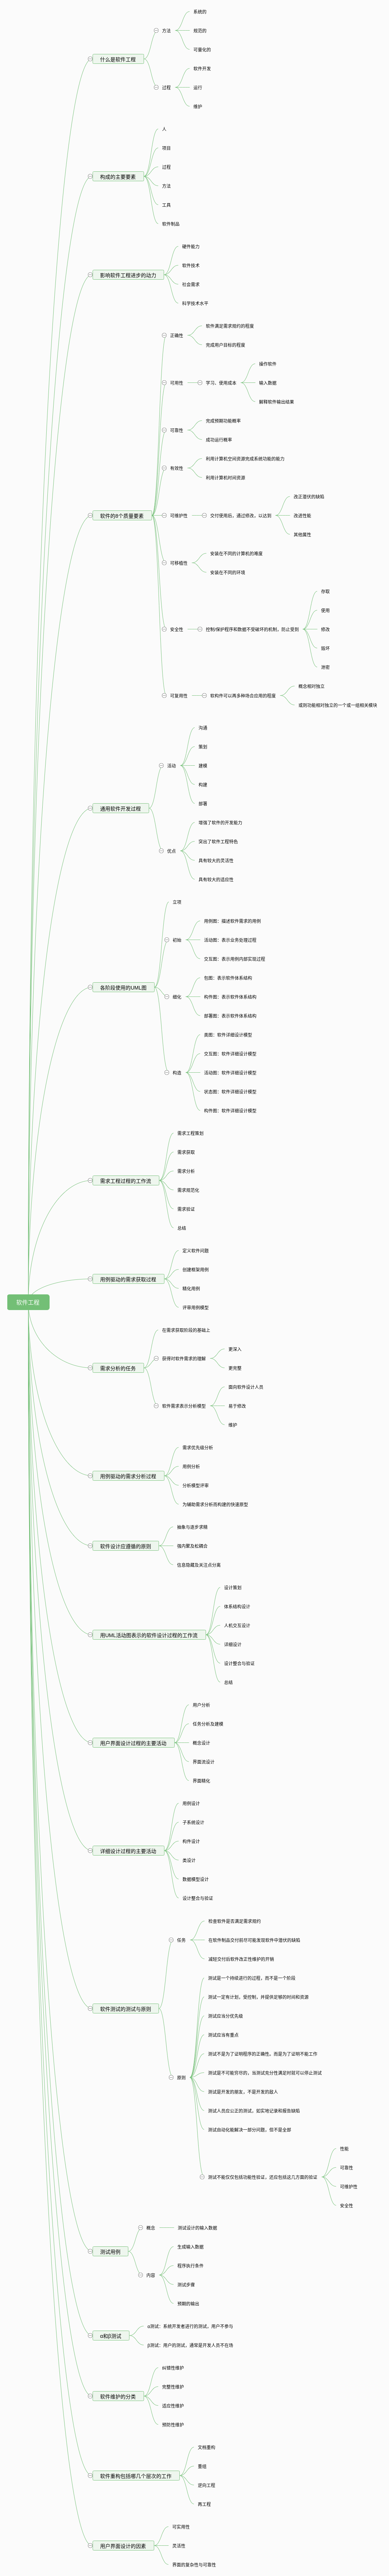 软件工程
什么是软件工程
方法
系统的
规范的
可量化的
过程
软件开发
运行
维护
构成的主要要素
人
项目
过程
方法
工具
软件制品
影响软件工程进步的动力
硬件能力
软件技术
社会需求
科学技术水平
软件的8个质量要素
正确性
软件满足需求规约的程度
完成用户目标的程度
可用性
学习、使用成本
操作软件
输入数据
解释软件输出结果
可靠性
完成预期功能概率
成功运行概率
有效性
利用计算机空间资源完成系统功能的能力
利用计算机时间资源
可维护性
交付使用后，通过修改，以达到
改正潜伏的缺陷
改进性能
其他属性
可移植性
安装在不同的计算机的难度
安装在不同的环境
安全性
控制/保护程序和数据不受破坏的机制，防止受到
存取
使用
修改
毁坏
泄密
可复用性
软构件可以再多种场合应用的程度
概念相对独立
或则功能相对独立的一个或一组相关模块
通用软件开发过程
活动
沟通
策划
建模
构建
部署
优点
增强了软件的开发能力
突出了软件工程特色
具有较大的灵活性
具有较大的适应性
各阶段使用的UML图
立项
初始
用例图：描述软件需求的用例
活动图：表示业务处理过程
交互图：表示用例内部实现过程
细化
包图：表示软件体系结构
构件图：表示软件体系结构
部署图：表示软件体系结构
构造
类图：软件详细设计模型
交互图：软件详细设计模型
活动图：软件详细设计模型
状态图：软件详细设计模型
构件图：软件详细设计模型
需求工程过程的工作流
需求工程策划
需求获取
需求分析
需求规范化
需求验证
总结
用例驱动的需求获取过程
定义软件问题
创建框架用例
精化用例
评审用例模型
需求分析的任务
在需求获取阶段的基础上
获得对软件需求的理解
更深入
更完整
软件需求表示分析模型
面向软件设计人员
易于修改
维护
用例驱动的需求分析过程
需求优先级分析
用例分析
分析模型评审
为辅助需求分析而构建的快速原型
软件设计应遵循的原则
抽象与逐步求精
强内聚及松耦合
信息隐藏及关注点分离
用UML活动图表示的软件设计过程的工作流
设计策划
体系结构设计
人机交互设计
详细设计
设计整合与验证
总结
用户界面设计过程的主要活动
用户分析
任务分析及建模
概念设计
界面流设计
界面精化
详细设计过程的主要活动
用例设计
子系统设计
构件设计
类设计
数据模型设计
设计整合与验证
软件测试的测试与原则
任务
检查软件是否满足需求规约
在软件制品交付前尽可能发现软件中潜伏的缺陷
减轻交付后软件改正性维护的开销
原则
测试是一个持续进行的过程，而不是一个阶段
测试一定有计划，受控制，并提供足够的时间和资源
测试应当分优先级
测试应当有重点
测试不是为了证明程序的正确性，而是为了证明不能工作
测试是不可能穷尽的，当测试充分性满足时就可以停止测试
测试是开发的朋友，不是开发的敌人
测试人员应公正的测试，如实地记录和报告缺陷
测试自动化能解决一部分问题，但不是全部
测试不能仅仅包括功能性验证，还应包括这几方面的验证
性能
可靠性
可维护性
安全性
测试用例
概念
测试设计的输入数据
内容
生成输入数据
程序执行条件
测试步骤
预期的输出
α和β测试
α测试：系统开发者进行的测试，用户不参与
β测试：用户的测试，通常是开发人员不在场
软件维护的分类
纠错性维护
完整性维护
适应性维护
预防性维护
软件重构包括哪几个层次的工作
文档重构
重组
逆向工程
再工程
用户界面设计的因素
可实用性
灵活性
界面的复杂性与可靠性